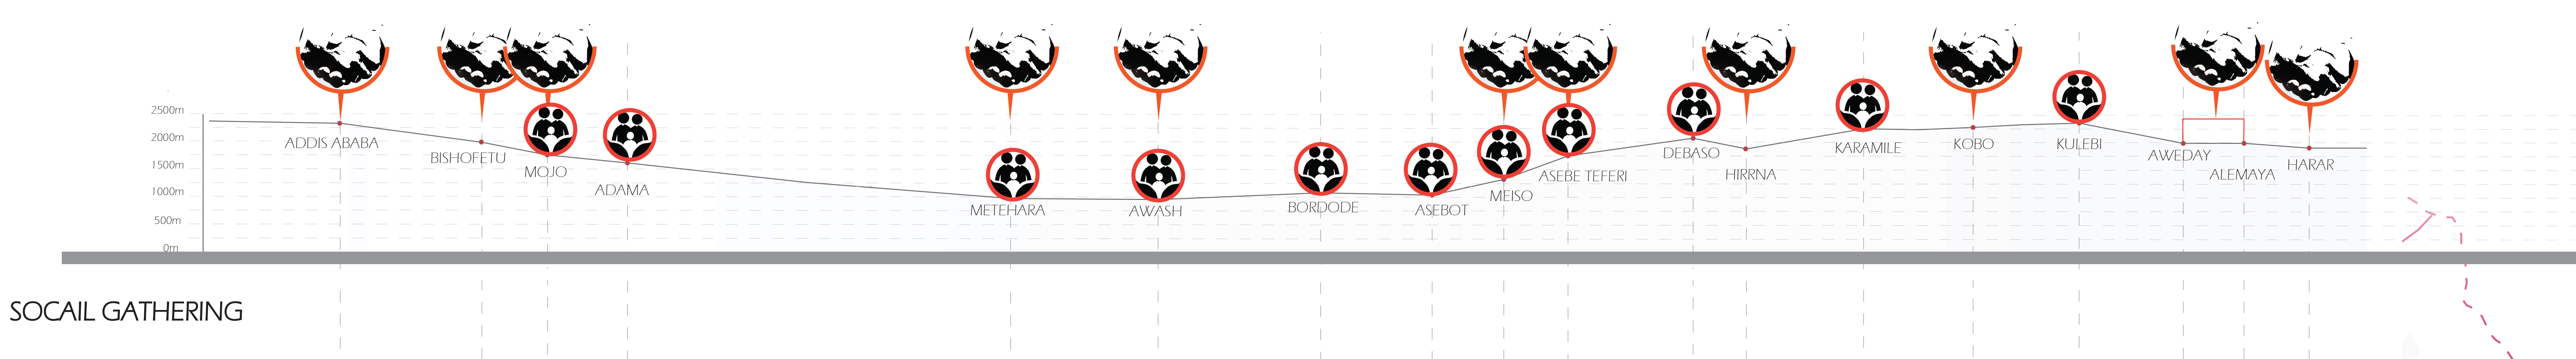 2500m
2000m
1500m
1000m
500m
0m
ADDIS ABABA
BISHOFETU
MOJO
ADAMA
METEHARA
AWASH
BORDODE
ASEBOT
MEISO
ASEBE TEFERI
DEBASO
HIRRNA
KARAMILE
KOBO
KULEBI
AWEDAY
ALEMAYA
HARAR
SOCAIL GATHERING